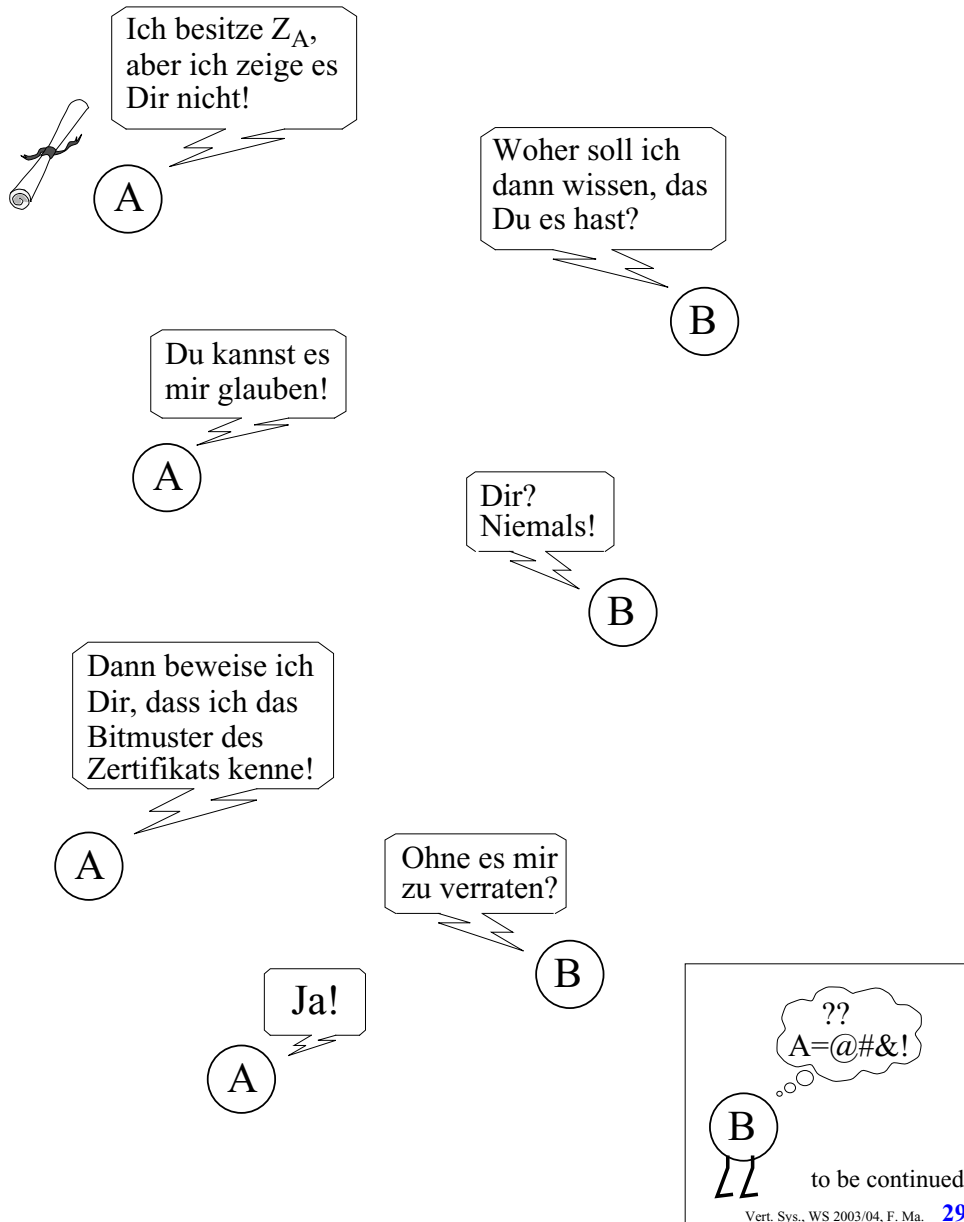 Ich besitze Z_A,
aber ich zeige es
Dir nicht!
A
Woher soll ich
dann wissen, das
Du es hast?
B
Du kannst es
mir glauben!
A
Dir?
Niemals!
B
Dann beweise ich
Dir, dass ich das
Bitmuster des
Zertifikats kenne!
A
Ohne es mir
zu verraten?
B
Ja!
A
??
A=@#&!
B
to be continued
Vert. Sys., WS 2003/04, F. Ma. 29